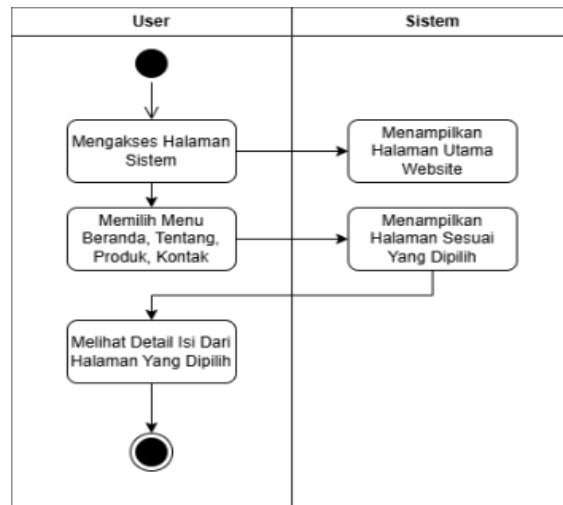 User
Sistem
Mengakses Halaman
Sistem
Menampilkan
Halaman Utama
Website
Memilih Menu
Beranda, Tentang,
Produk, Kontak
Menampilkan
Halaman Sesuai
Yang Dipilih
Melihat Detail Isi Dari
Halaman Yang Dipilih